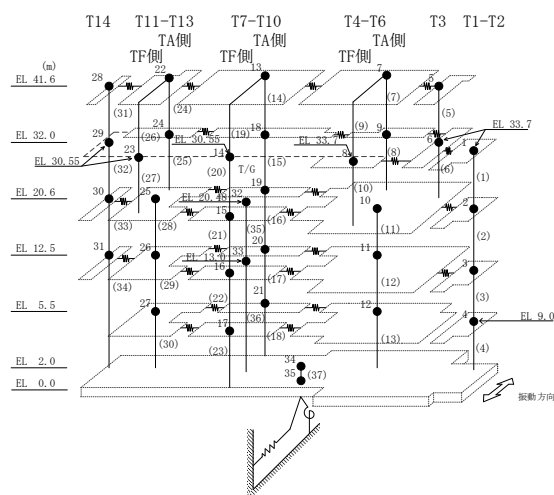 T14 T11-T13 T7-T10 T4-T6 T3 T1-T2
TA側 TA側 TA側
TF側 TF側 TF側
(m)
22 13 7
EL 41.6 28 5
(31) (24) (14) (7) (5)
EL 32.0 29 24 (19) 18 (9) 9 6 EL 33.7
(26) EL 30.55 EL 33.7 1
23 14 8 (8)
EL 30.55 (32) (25) (15) (6)
(27) (20) T/G (10) (1)
19
EL 20.6 30 25 EL 20.48 32 10 2
15 (16)
(33) (28) (35) (11)
(21) 20 (2)
EL 12.5 31 26 EL 13.0 33 11 3
16 (17)
(34) (29) (12)
(22) 21 (3)
EL 5.5 27 (36) 12 EL 9.0
17 4
(30) (18) (13)
(23) (4)
EL 2.0 34
EL 0.0 35 (37)
振動方向